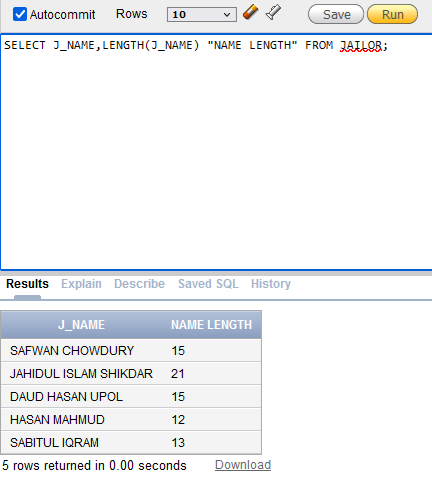 Autocommit Rows 10 Save Run
SELECT J_NAME,LENGTH(J_NAME) "NAME LENGTH" FROM JAILOR;
Results Explain Describe Saved SQL History
J_NAME NAME LENGTH
SAFWAN CHOWDURY 15
JAHIDUL ISLAM SHIKDAR 21
DAUD HASAN UPOL 15
HASAN MAHMUD 12
SABITUL IQRAM 13
5 rows returned in 0.00 seconds Download